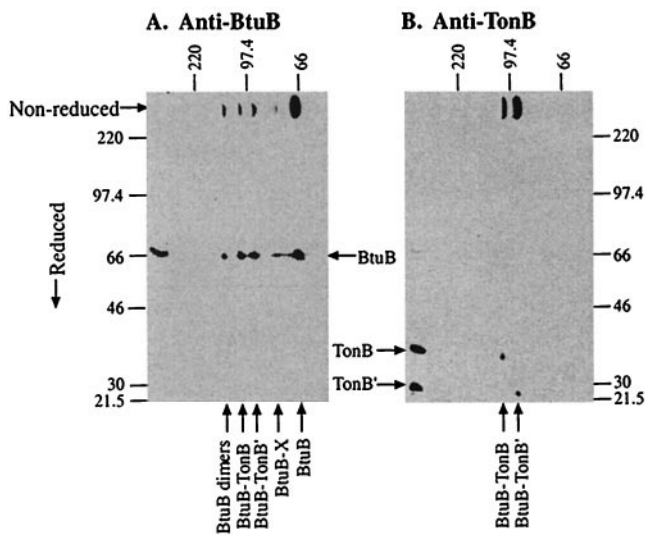 A. Anti-BtuB
B. Anti-TonB
220
97.4
66
220
97.4
66
Non-reduced
220
97.4
66
46
30
21.5
Reduced
BtuB
TonB
TonB'
220
97.4
66
46
30
21.5
BtuB dimers
BtuB-TonB
BtuB-TonB'
BtuB-X
BtuB
BtuB-TonB
BtuB-TonB'